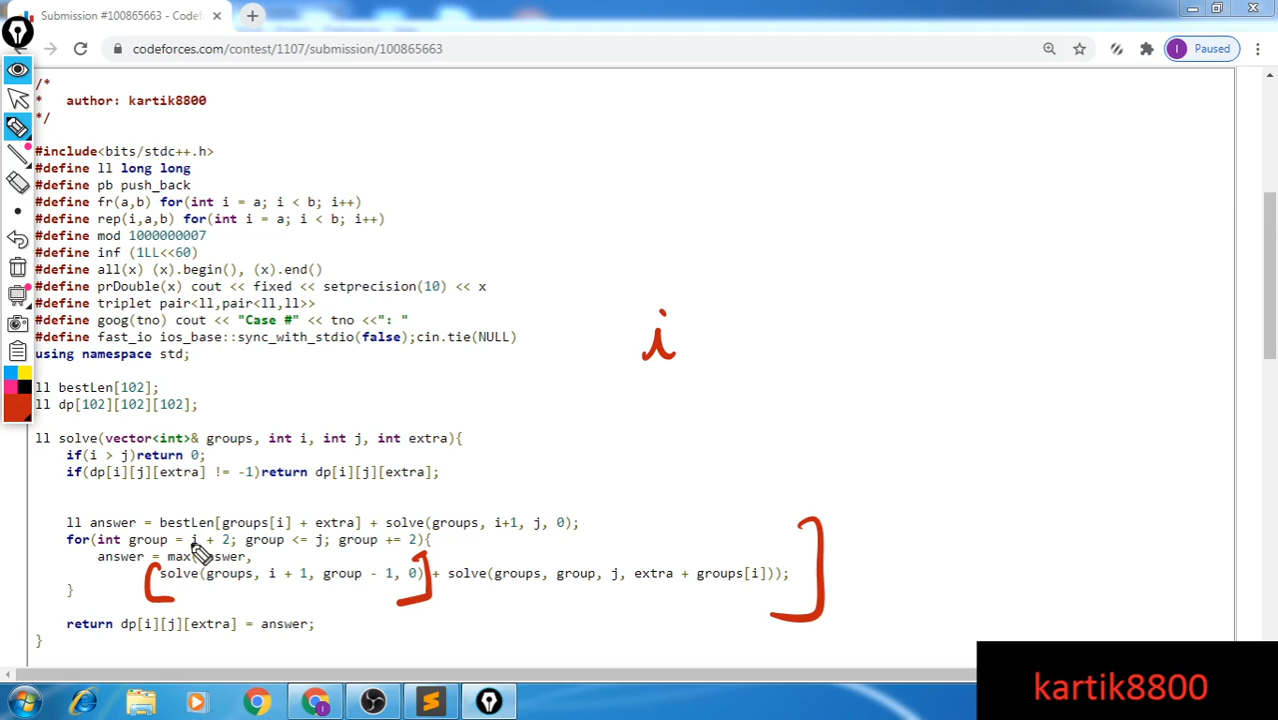 Submission #100865663 - Codefor
codeforces.com/contest/1107/submission/100865663
I Paused
/*
* author: kartik8800
*/
#include<bits/stdc++.h>
#define ll long long
#define pb push_back
#define fr(a,b) for(int i = a; i < b; i++)
#define rep(i,a,b) for(int i = a; i < b; i++)
#define mod 1000000007
#define inf (1LL<<60)
#define all(x) (x).begin(), (x).end()
#define prDouble(x) cout << fixed << setprecision(10) << x
#define triplet pair<ll,pair<ll,ll>>
#define goog(tno) cout << "Case #" << tno <<": "
#define fast_io ios_base::sync_with_stdio(false);cin.tie(NULL)
using namespace std;
i
ll bestLen[102];
ll dp[102][102][102];
ll solve(vector<int>& groups, int i, int j, int extra){
if(i > j)return 0;
if(dp[i][j][extra] != -1)return dp[i][j][extra];
ll answer = bestLen[groups[i] + extra] + solve(groups, i+1, j, 0);
for(int group = i + 2; group <= j; group += 2){
answer = max(answer,
solve(groups, i + 1, group - 1, 0) + solve(groups, group, j, extra + groups[i]));
}
return dp[i][j][extra] = answer;
}
kartik8800